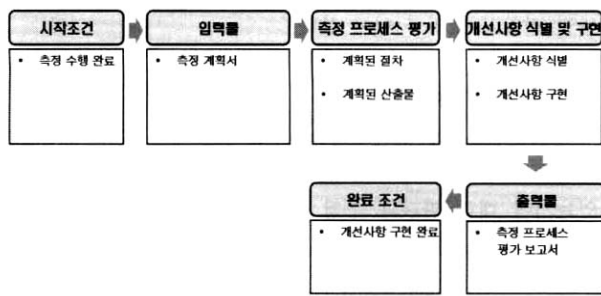 시작조건
• 측정 수행 완료
입력물
• 측정 계획서
측정 프로세스 평가
• 계획된 절차
• 계획된 산출물
개선사항 식별 및 구현
• 개선사항 식별
• 개선사항 구현
완료 조건
• 개선사항 구현 완료
출력물
• 측정 프로세스
평가 보고서